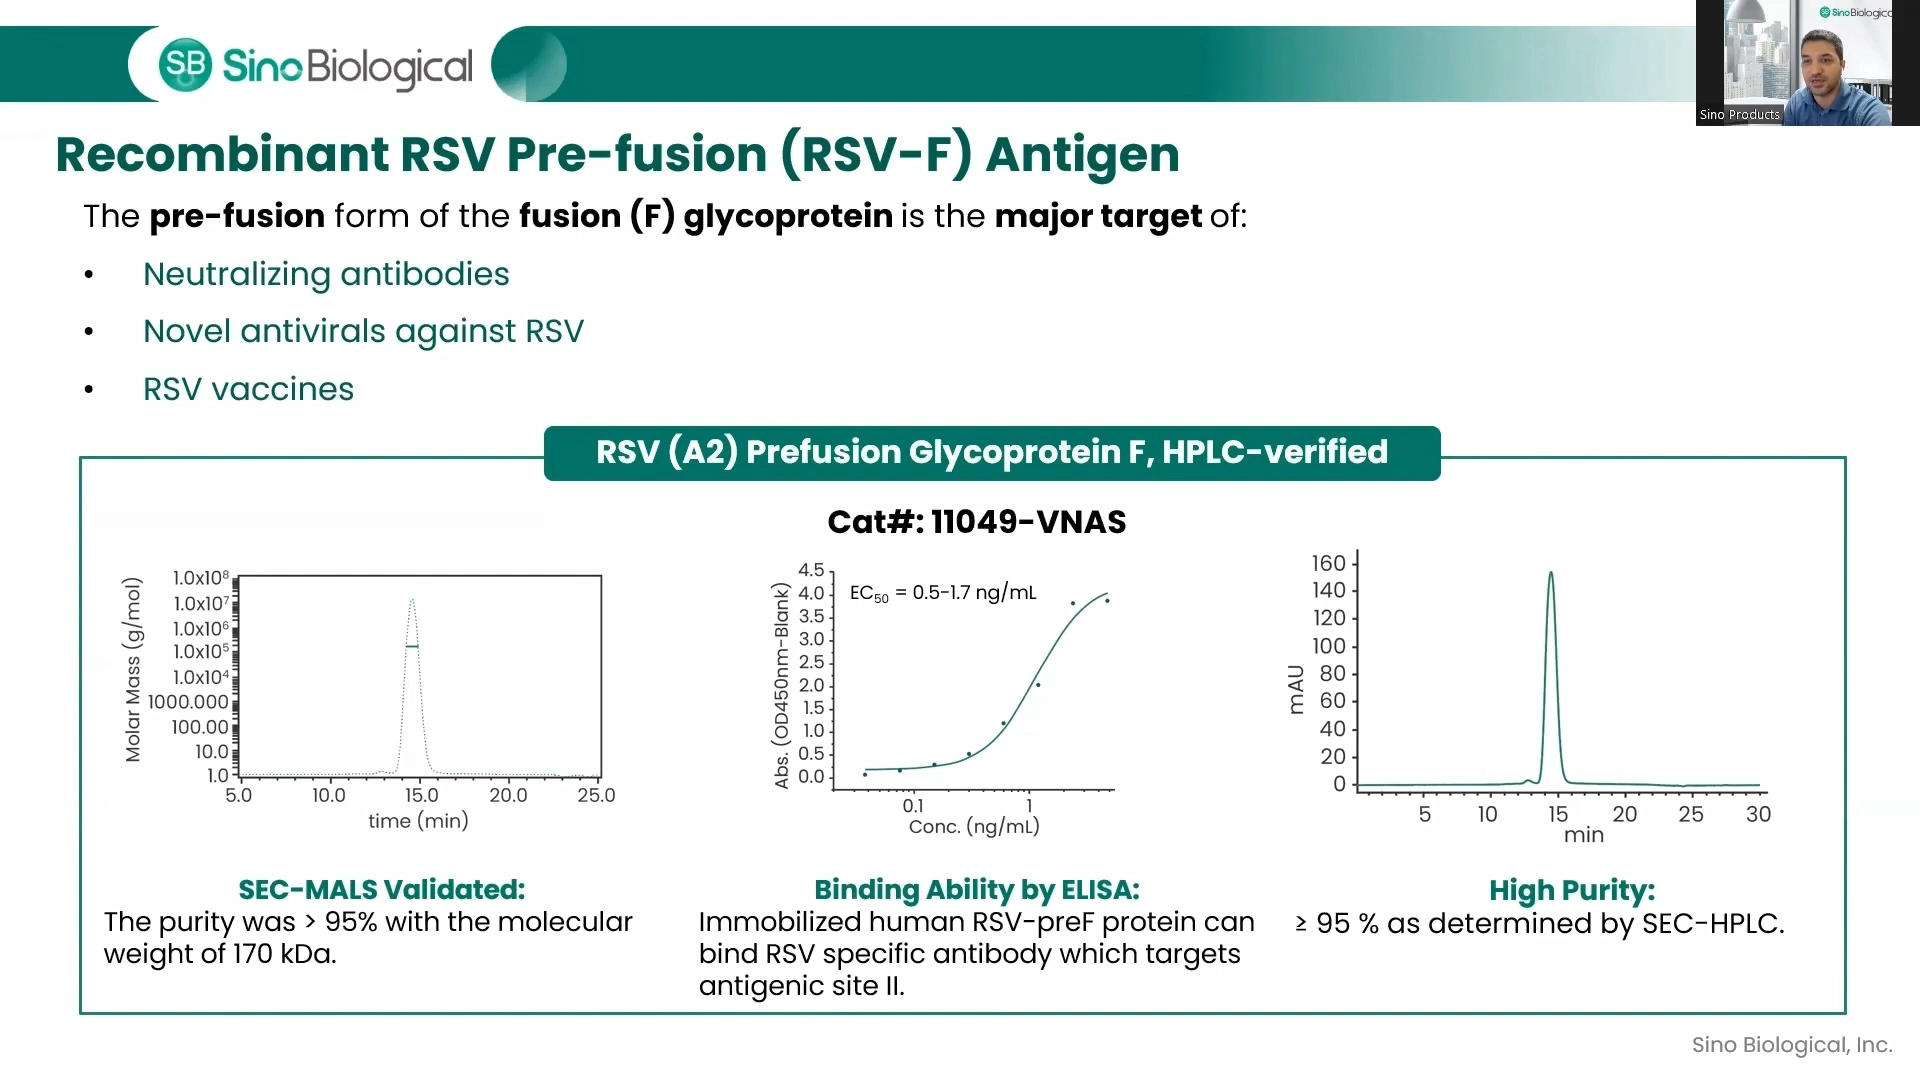 SB SinoBiological
SB SinoBiologica
Sino Products
Recombinant RSV Pre-fusion (RSV-F) Antigen
The pre-fusion form of the fusion (F) glycoprotein is the major target of:
• Neutralizing antibodies
• Novel antivirals against RSV
• RSV vaccines
RSV (A2) Prefusion Glycoprotein F, HPLC-verified
Cat#: 11049-VNAS
Molar Mass (g/mol)
1.0x10⁸
1.0x10⁷
1.0x10⁶
1.0x10⁵
1.0x10⁴
1000.000
100.00
10.0
1.0
5.0 10.0 15.0 20.0 25.0
time (min)
SEC-MALS Validated:
The purity was > 95% with the molecular
weight of 170 kDa.
Abs. (OD450nm-Blank)
4.5
4.0
3.5
3.0
2.5
2.0
1.5
1.0
0.5
0.0
EC₅₀ = 0.5-1.7 ng/mL
0.1 1
Conc. (ng/mL)
Binding Ability by ELISA:
Immobilized human RSV-preF protein can
bind RSV specific antibody which targets
antigenic site II.
mAU
160
140
120
100
80
60
40
20
0
5 10 15 20 25 30
min
High Purity:
≥ 95 % as determined by SEC-HPLC.
Sino Biological, Inc.